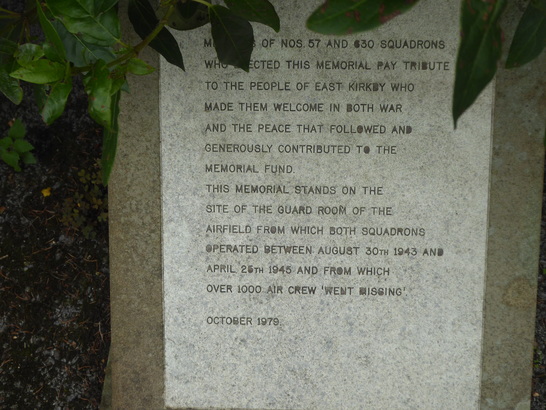 OF NOS. 57 AND 630 SQUADRONS
THIS MEMORIAL PAY TRIBUTE
TO THE PEOPLE OF EAST KIRKBY WHO
MADE THEM WELCOME IN BOTH WAR
AND THE PEACE THAT FOLLOWED AND
GENEROUSLY CONTRIBUTED TO THE
MEMORIAL FUND.
THIS MEMORIAL STANDS ON THE
SITE OF THE GUARD ROOM OF THE
AIRFIELD FROM WHICH BOTH SQUADRONS
OPERATED BETWEEN AUGUST 30TH 1943 AND
APRIL 25TH 1945 AND FROM WHICH
OVER 1000 AIR CREW 'WENT MISSING'.
OCTOBER 1979.